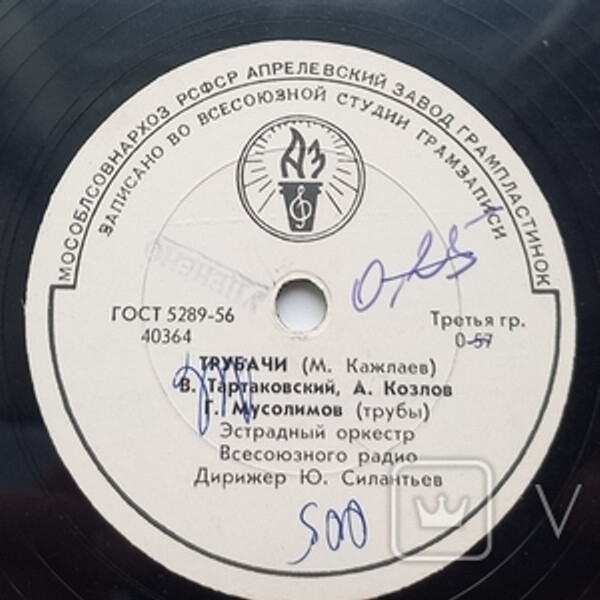 МОСОБЛСОВНАРХОЗ РСФСР АПРЕЛЕВСКИЙ ЗАВОД ГРАМПЛАСТИНОК
ЗАПИСАНО ВО ВСЕСОЮЗНОЙ СТУДИИ ГРАМЗАПИСИ
АЗ
ГОСТ 5289-56
40364
Третья гр.
0-57
ТРУБАЧИ (М. Кажлаев)
В. Тартаковский, А. Козлов
Г. Мусолимов (трубы)
Эстрадный оркестр
Всесоюзного радио
Дирижер Ю. Силантьев
500
V